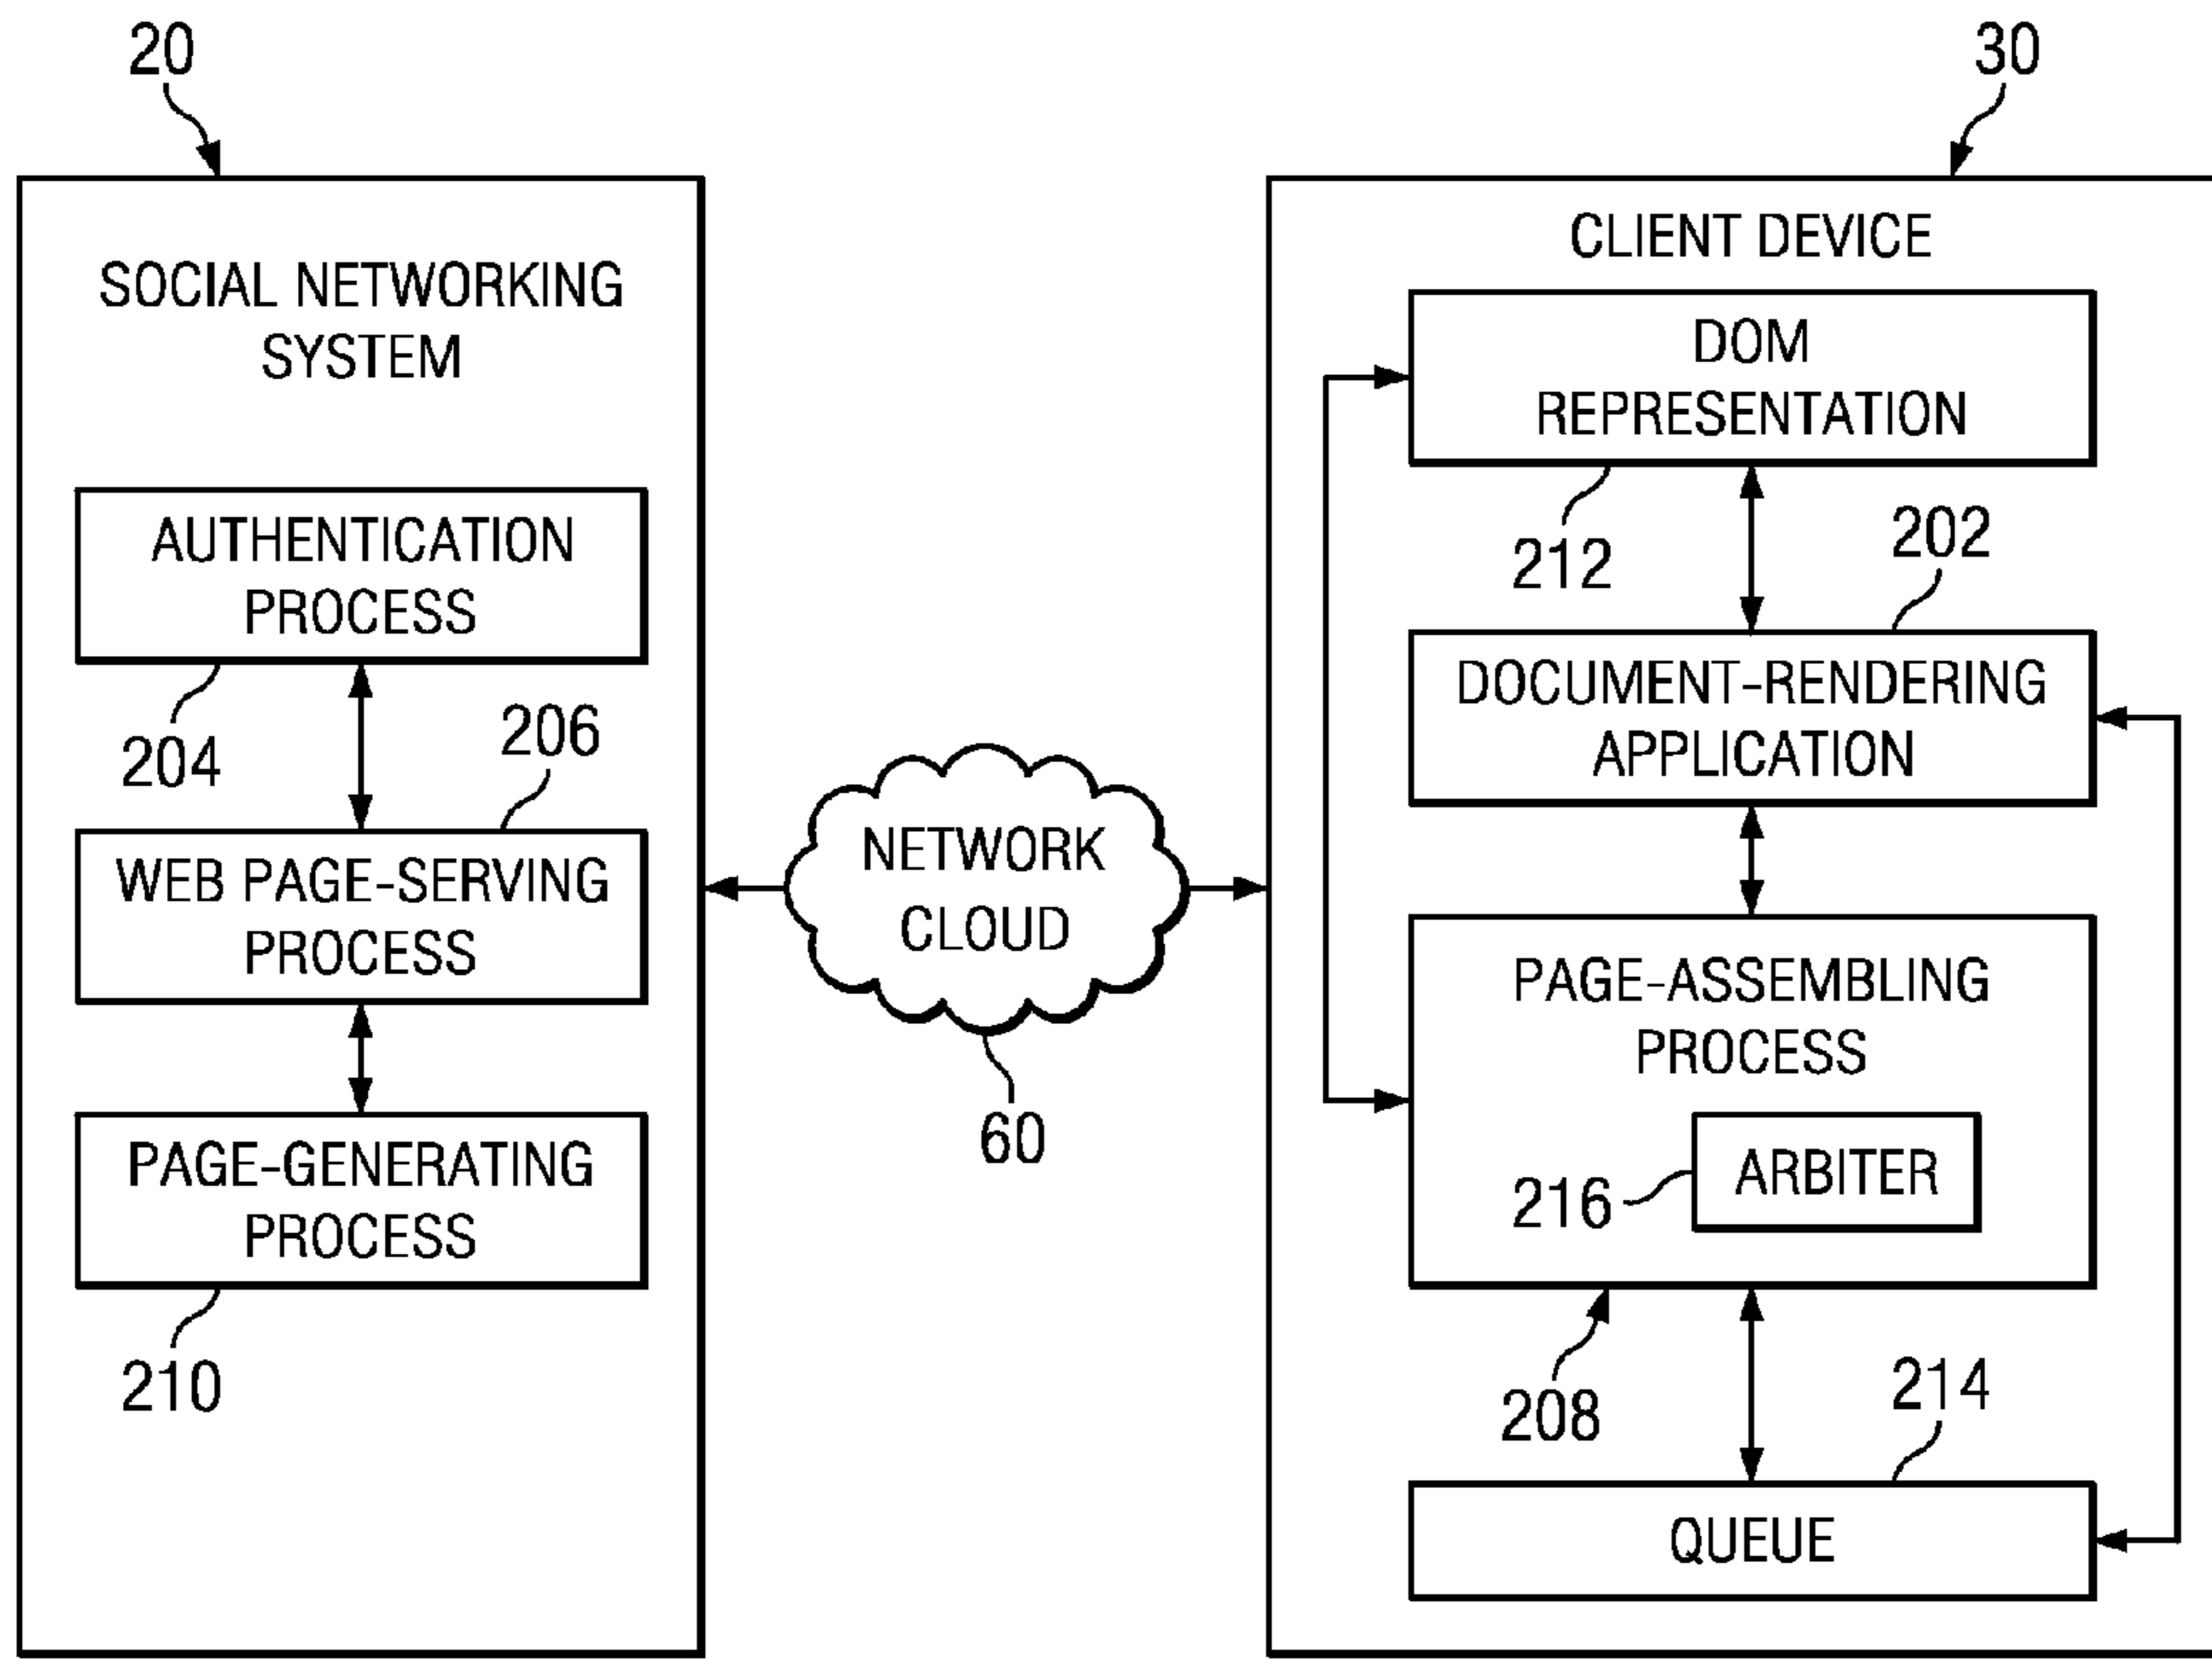 20
SOCIAL NETWORKING
SYSTEM
AUTHENTICATION
PROCESS
204
206
WEB PAGE-SERVING
PROCESS
PAGE-GENERATING
PROCESS
210
NETWORK
CLOUD
60
30
CLIENT DEVICE
DOM
REPRESENTATION
212
202
DOCUMENT-RENDERING
APPLICATION
PAGE-ASSEMBLING
PROCESS
216
ARBITER
208
214
QUEUE